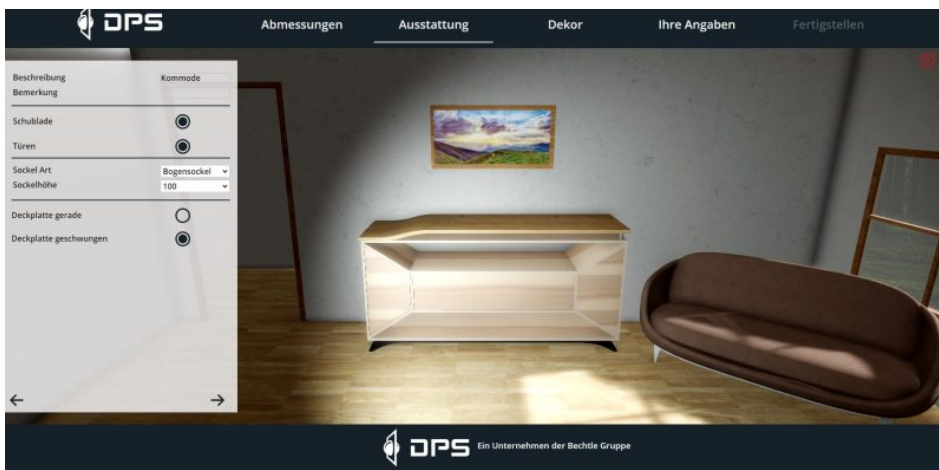 DPS
Abmessungen
Ausstattung
Dekor
Ihre Angaben
Fertigstellen
Beschreibung Kommode
Bemerkung
Schublade
Türen
Sockel Art Bogensockel
Sockelhöhe 100
Deckplatte gerade
Deckplatte geschwungen
DPS Ein Unternehmen der Bechtle Gruppe